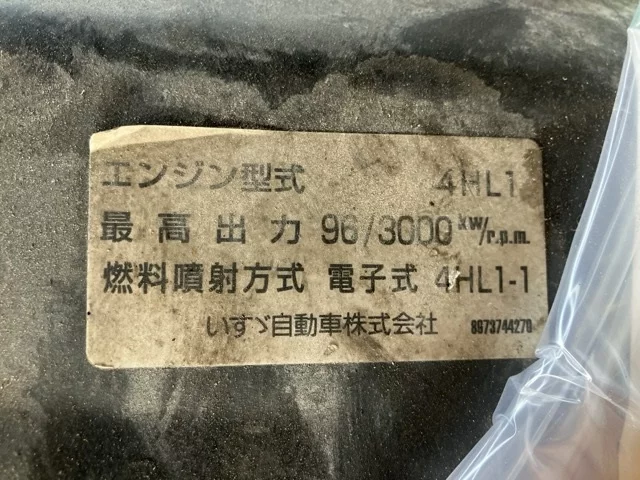 エンジン型式 4HL1
最高出力 96/3000 kW/r.p.m.
燃料噴射方式 電子式 4HL1-1
いすゞ自動車株式会社 8973744270